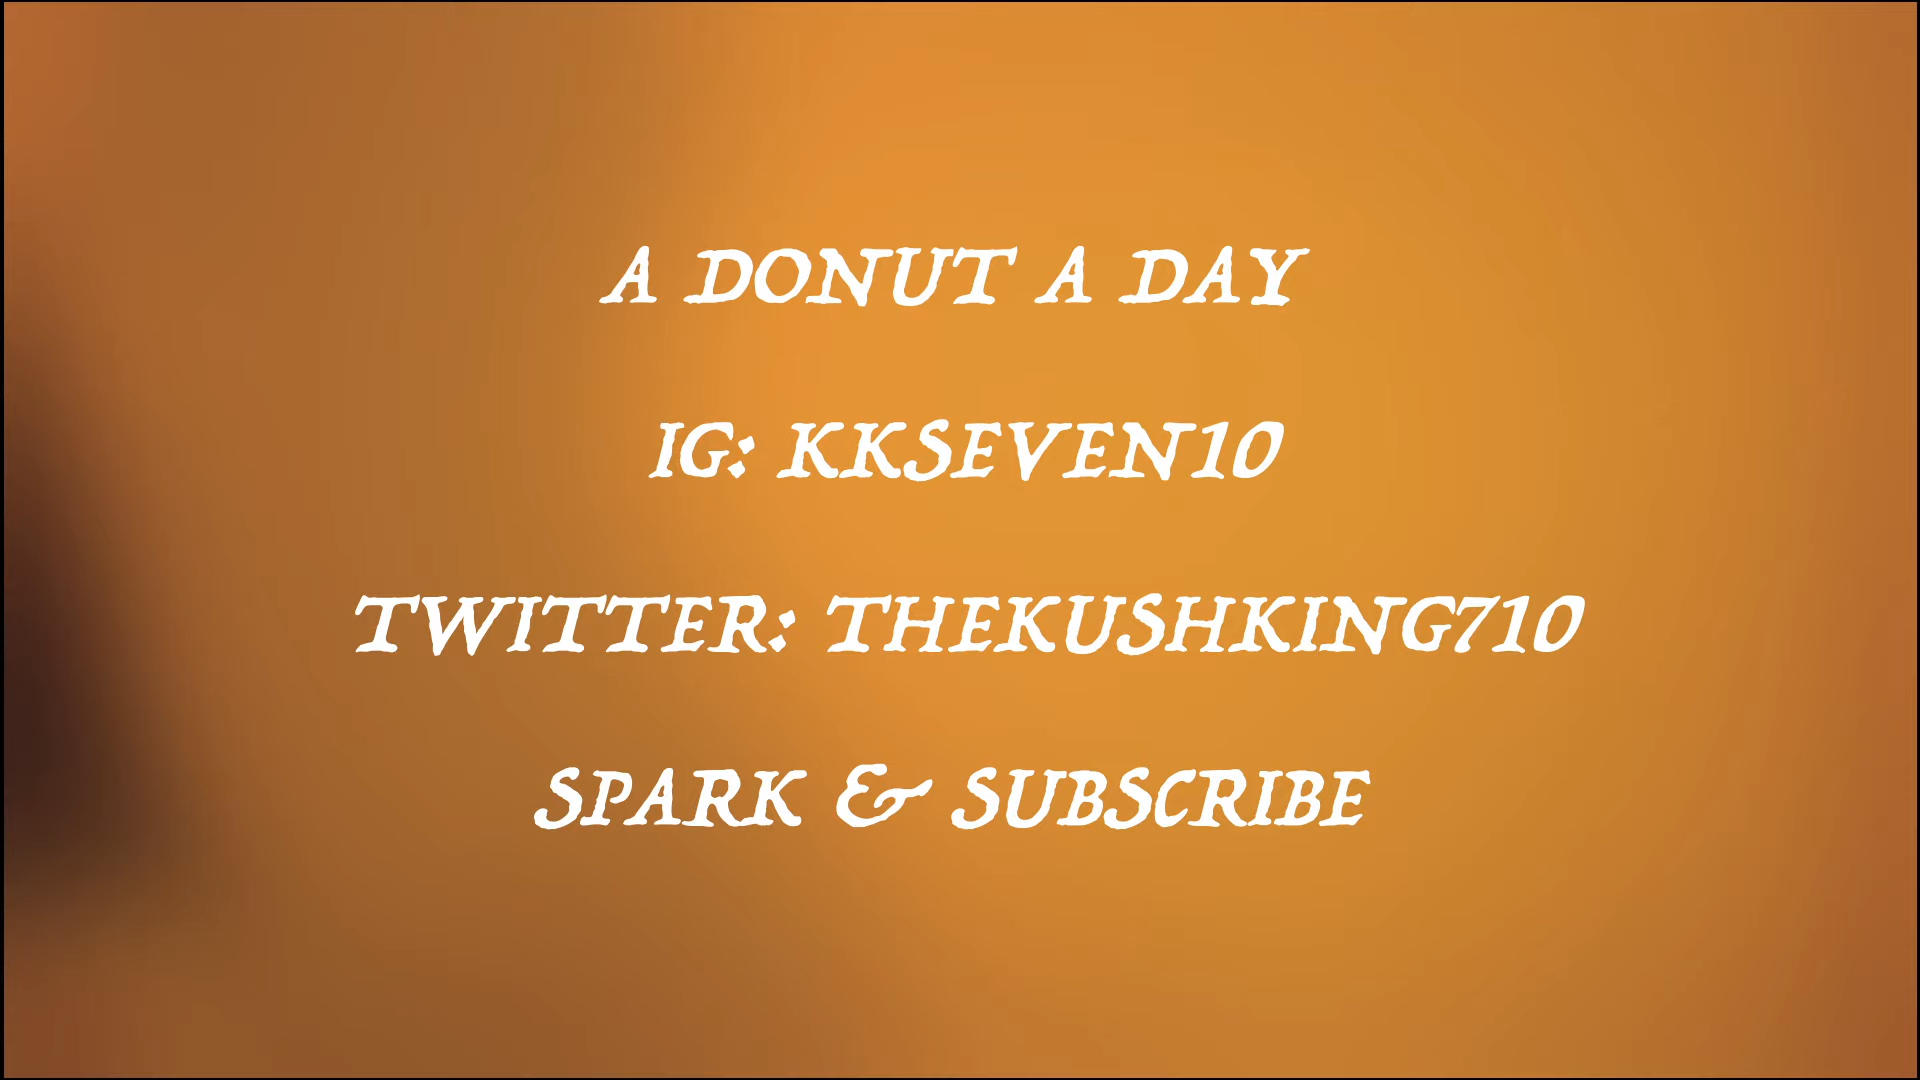 A DONUT A DAY
IG: KKSEVEN10
TWITTER: THEKUSHKING710
SPARK & SUBSCRIBE